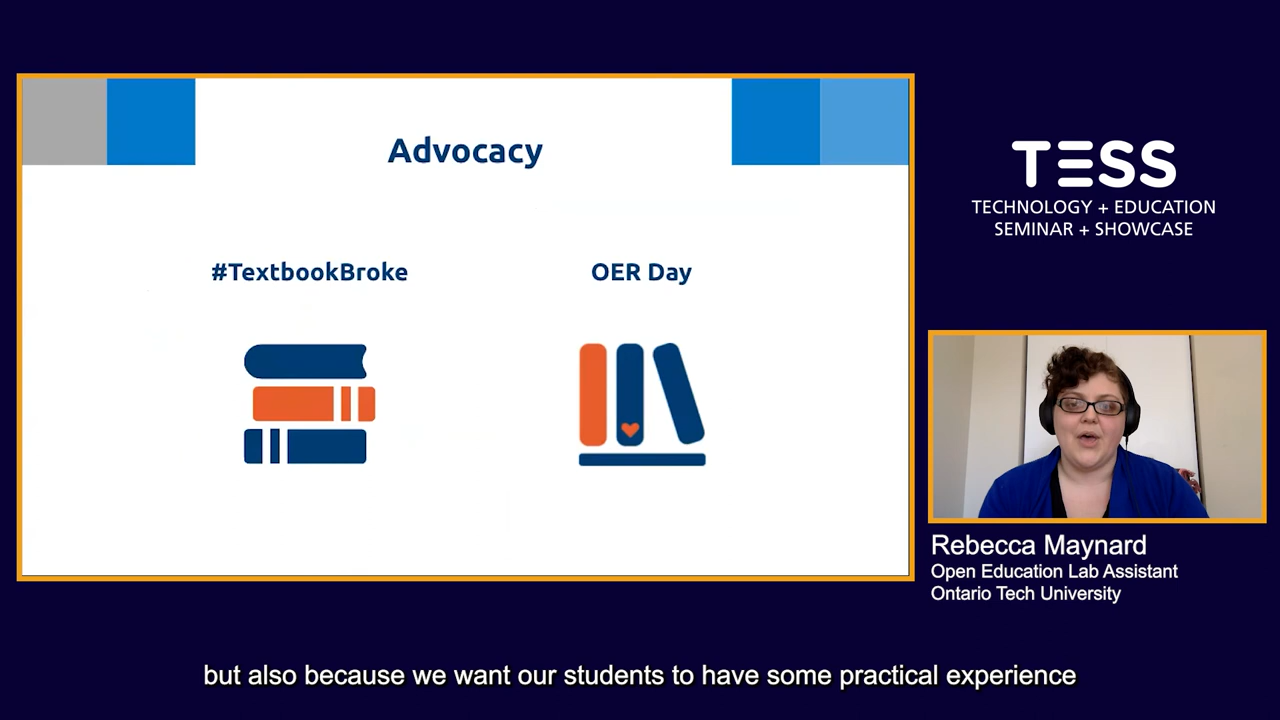 Advocacy
#TextbookBroke
OER Day
TESS
TECHNOLOGY + EDUCATION
SEMINAR + SHOWCASE
Rebecca Maynard
Open Education Lab Assistant
Ontario Tech University
but also because we want our students to have some practical experience